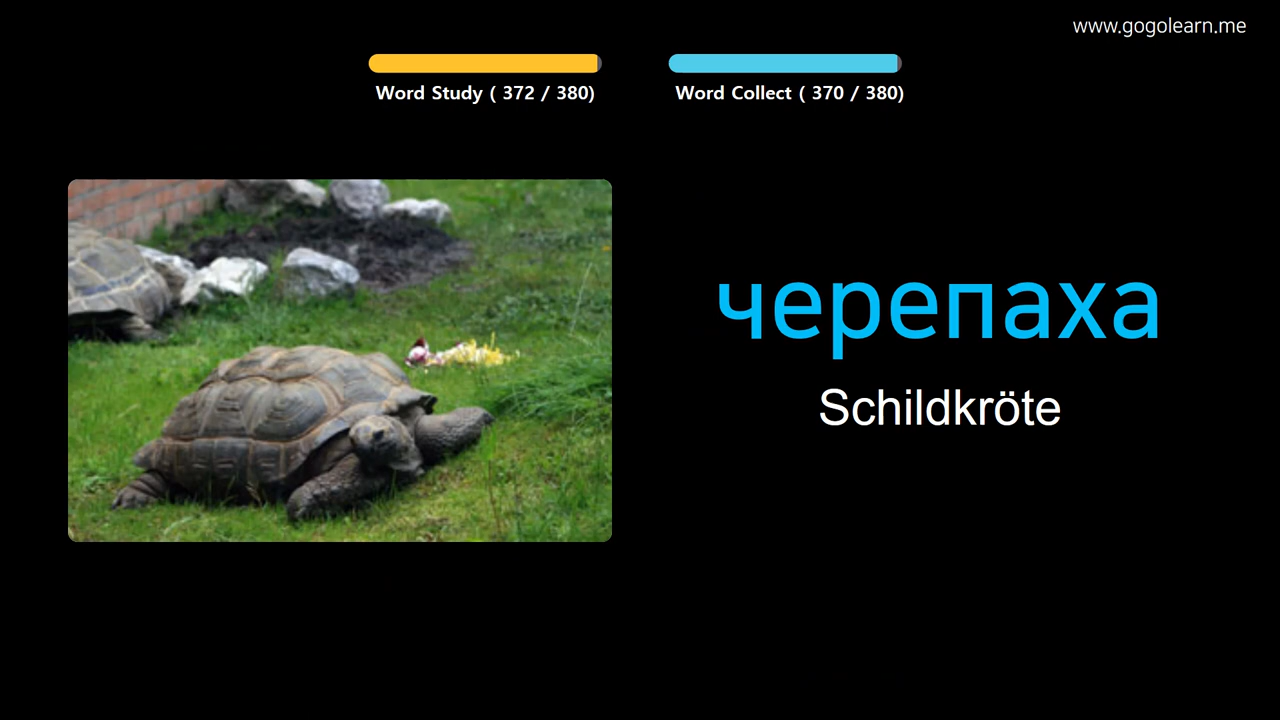 www.gogolearn.me
Word Study ( 372 / 380)
Word Collect ( 370 / 380)
черепаха
Schildkröte